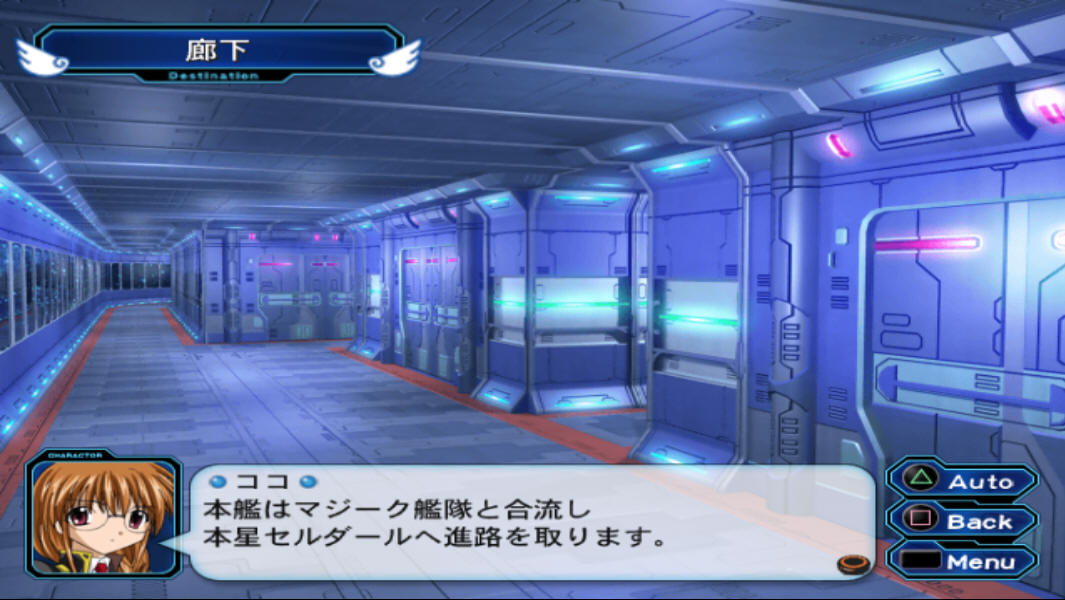 廊下
Destination
CHARACTOR
ココ
本艦はマジーク艦隊と合流し
本星セルダールへ進路を取ります。
Auto
Back
Menu